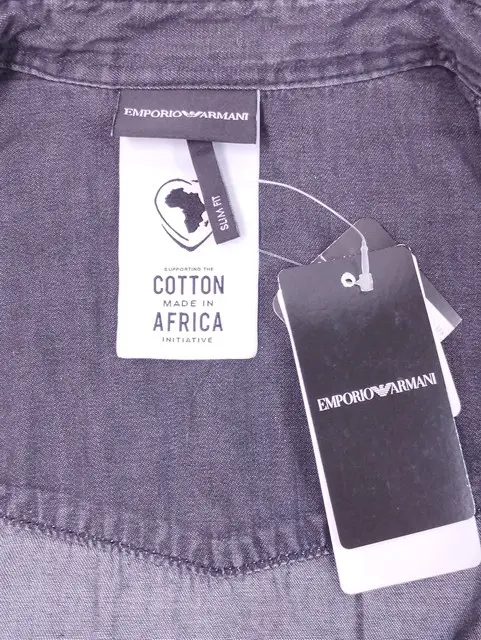 EMPORIO ARMANI
SLIM FIT
SUPPORTING THE
COTTON
MADE IN
AFRICA
INITIATIVE
EMPORIO ARMANI